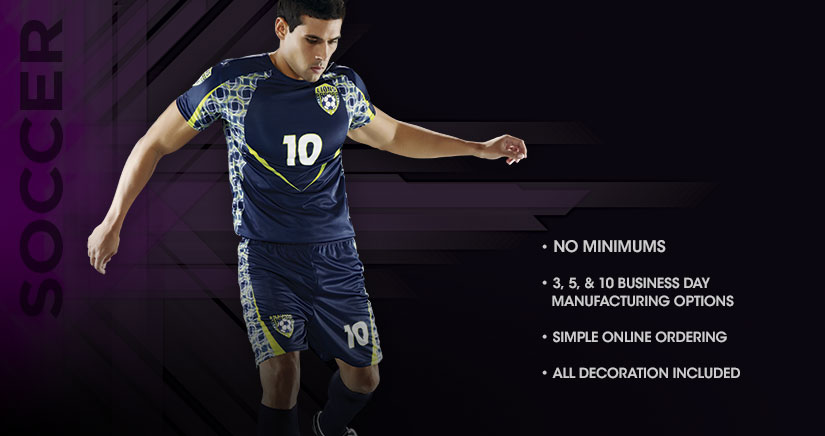 SOCCER
10
10
• NO MINIMUMS
• 3, 5, & 10 BUSINESS DAY
MANUFACTURING OPTIONS
• SIMPLE ONLINE ORDERING
• ALL DECORATION INCLUDED